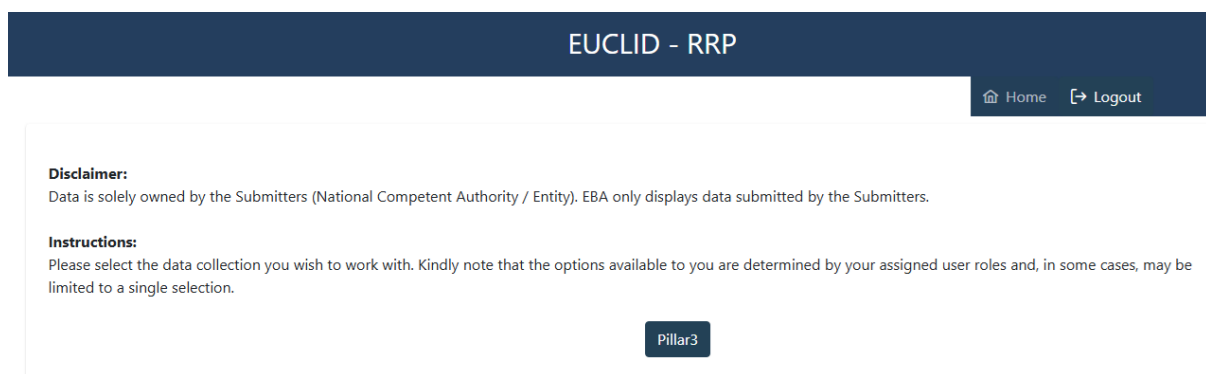 EUCLID - RRP
Home
Logout
Disclaimer:
Data is solely owned by the Submitters (National Competent Authority / Entity). EBA only displays data submitted by the Submitters.
Instructions:
Please select the data collection you wish to work with. Kindly note that the options available to you are determined by your assigned user roles and, in some cases, may be
limited to a single selection.
Pillar3